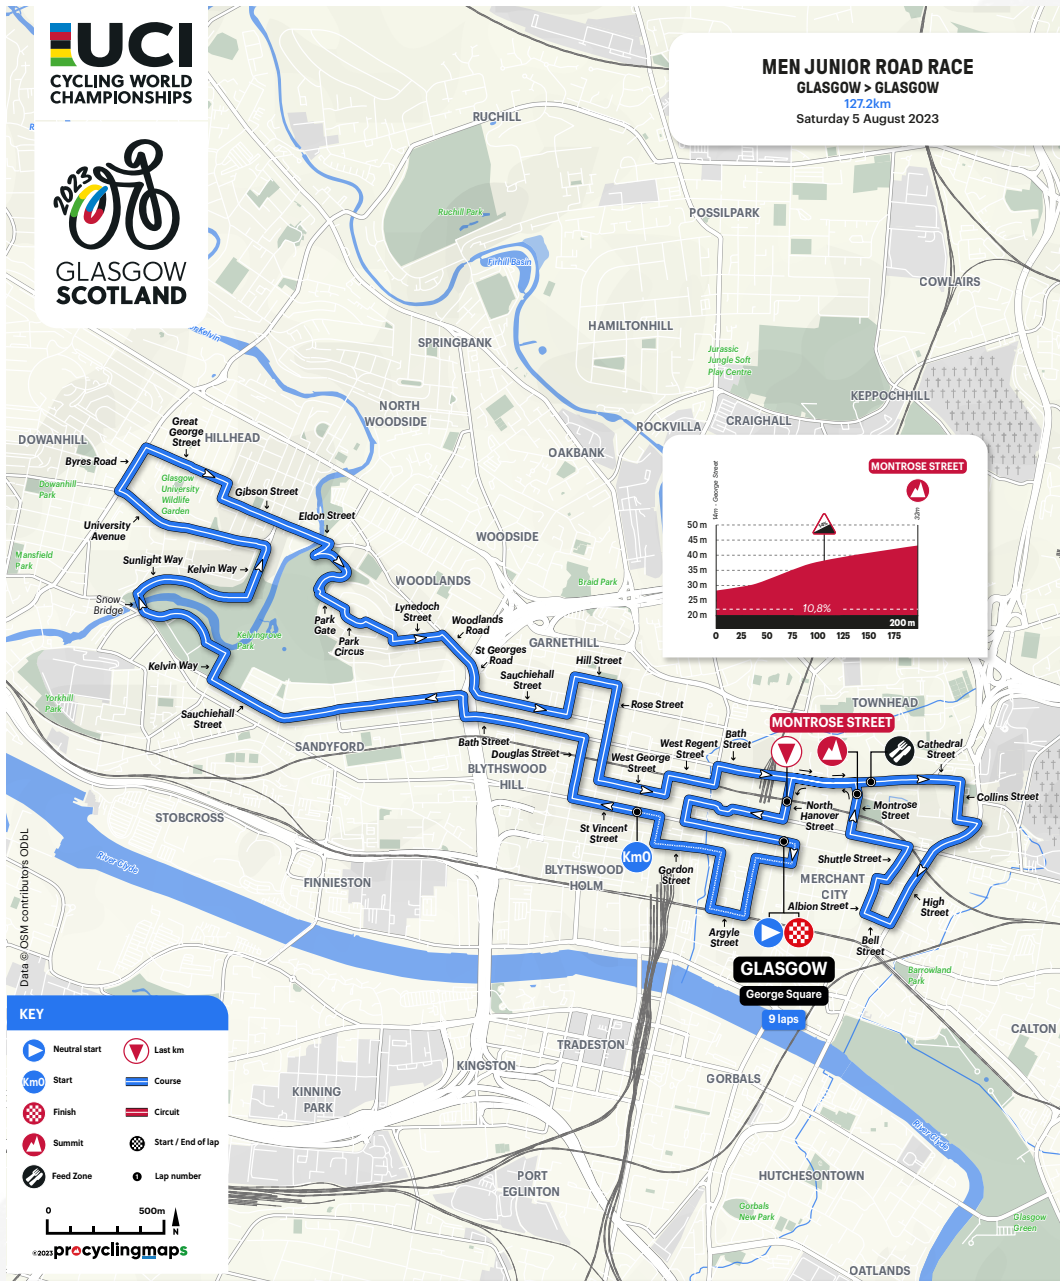 UCI
CYCLING WORLD
CHAMPIONSHIPS
2023
GLASGOW
SCOTLAND
MEN JUNIOR ROAD RACE
GLASGOW > GLASGOW
127.2km
Saturday 5 August 2023
RUCHILL
Ruchill Park
POSSILPARK
Firhill Basin
COWLAIRS
HAMILTONHILL
SPRINGBANK
Jurassic
Jungle Soft
Play Centre
KEPPOCHHILL
NORTH
WOODSIDE
CRAIGHALL
ROCKVILLA
OAKBANK
DOWANHILL
Great
George
Street
HILLHEAD
Byres Road
Dowanhill
Park
Glasgow
University
Wildlife
Garden
Gibson Street
Eldon Street
University
Avenue
Mansfield
Park
Sunlight Way
Kelvin Way
WOODSIDE
Braid Park
WOODLANDS
Snow
Bridge
Lynedoch
Street
Woodlands
Road
Park
Gate
Park
Circus
Kelvingrove
Park
GARNETHILL
St Georges
Road
Hill Street
Kelvin Way
Sauchiehall
Street
Yorkhill
Park
Sauchiehall
Street
Rose Street
MONTROSE STREET
14m - George Street
32m
50 m
45 m
40 m
35 m
30 m
25 m
20 m
10,8%
200 m
0 25 50 75 100 125 150 175
TOWNHEAD
MONTROSE STREET
SANDYFORD
Bath Street
Douglas Street
BLYTHSWOOD
HILL
West George
Street
West Regent
Street
Bath
Street
Cathedral
Street
Collins Street
STOBCROSS
St Vincent
Street
North
Hanover
Street
Montrose
Street
Km0
River Clyde
FINNIESTON
BLYTHSWOOD
HOLM
Gordon
Street
Shuttle Street
MERCHANT
CITY
Albion Street
High
Street
Argyle
Street
Bell
Street
GLASGOW
George Square
9 laps
Barrowland
Park
CALTON
Data © OSM contributors ODbL
KEY
Neutral start
Last km
Km0
Start
Course
Finish
Circuit
Summit
Start / End of lap
Feed Zone
1
Lap number
0 500m
N
©2023 procyclingmaps
TRADESTON
KINGSTON
KINNING
PARK
GORBALS
River Clyde
PORT
EGLINTON
HUTCHESONTOWN
Gorbals
New Park
Glasgow
Green
OATLANDS